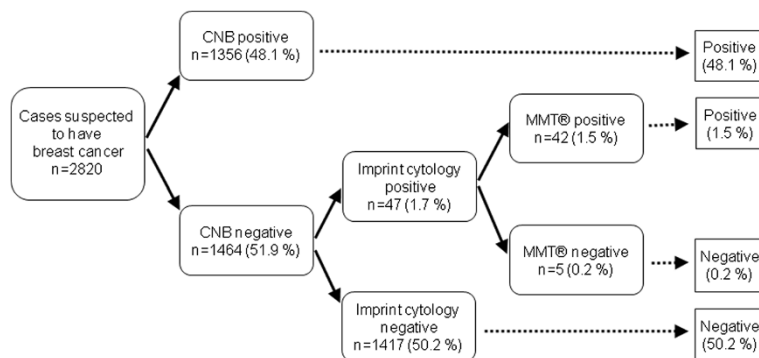 CNB positive
n=1356 (48.1 %)
Positive
(48.1 %)
Cases suspected
to have
breast cancer
n=2820
MMT® positive
n=42 (1.5 %)
Positive
(1.5 %)
Imprint cytology
positive
n=47 (1.7 %)
CNB negative
n=1464 (51.9 %)
MMT® negative
n=5 (0.2 %)
Negative
(0.2 %)
Imprint cytology
negative
n=1417 (50.2 %)
Negative
(50.2 %)